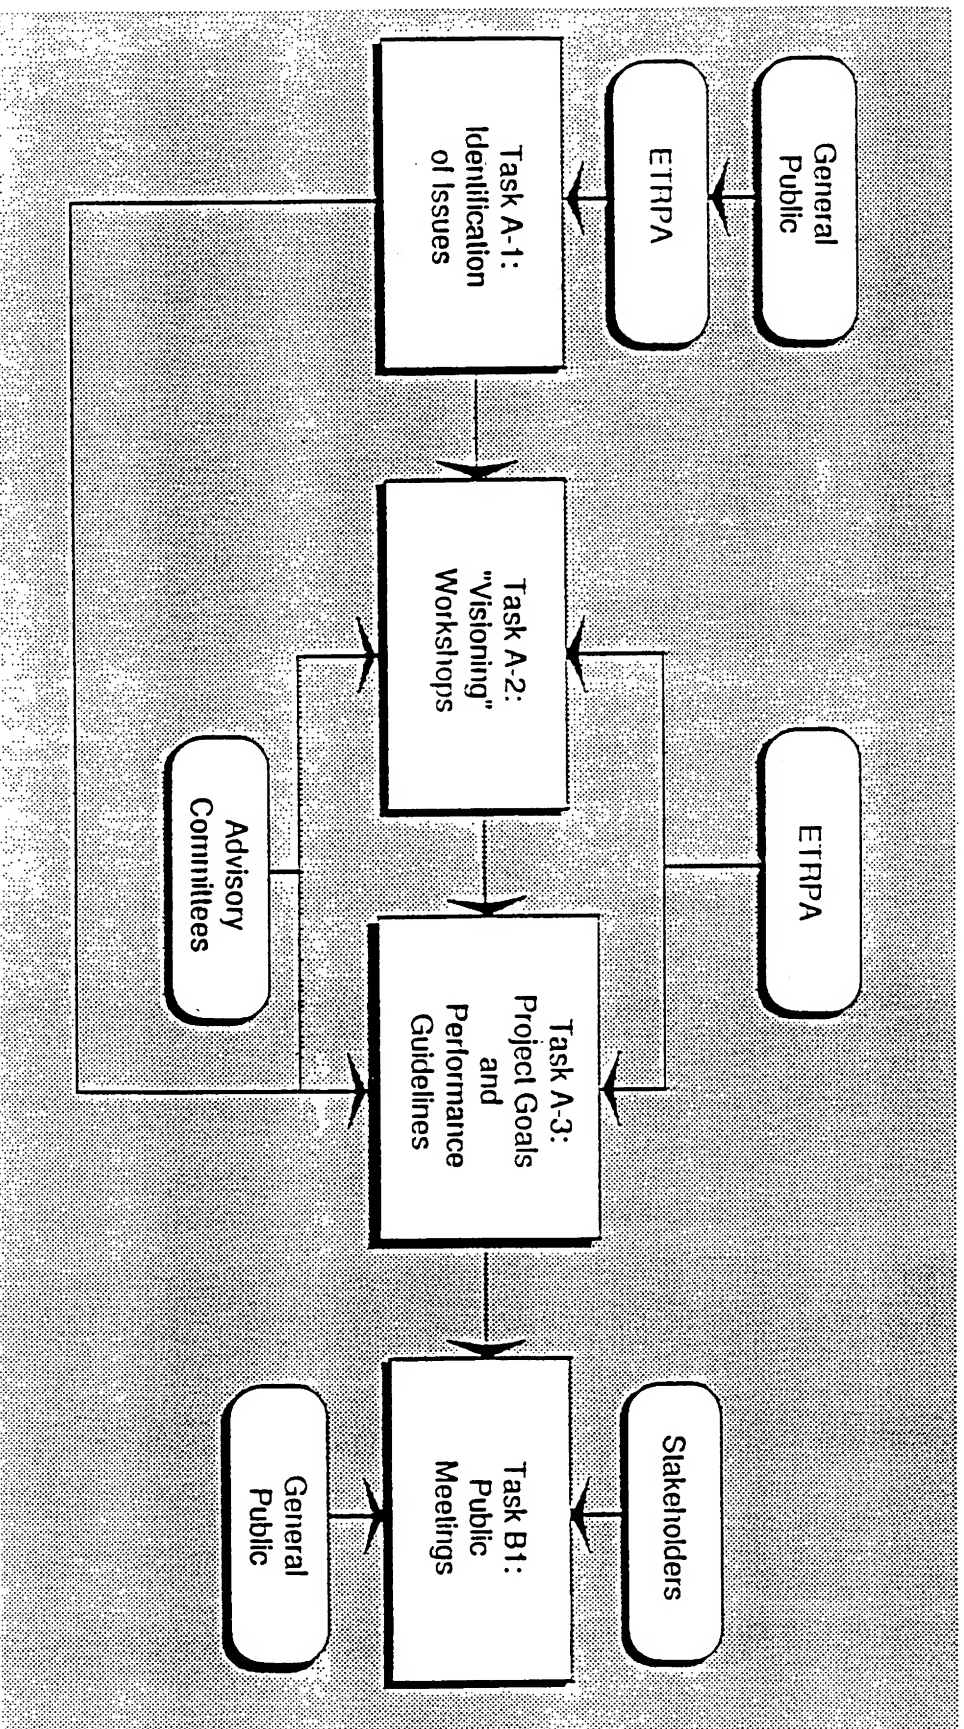 General
Public
ETRPA
Task A-1:
Identification
of Issues
ETRPA
Task A-2:
"Visioning"
Workshops
Advisory
Committees
Task A-3:
Project Goals
and
Performance
Guidelines
Stakeholders
Task B1:
Public
Meetings
General
Public